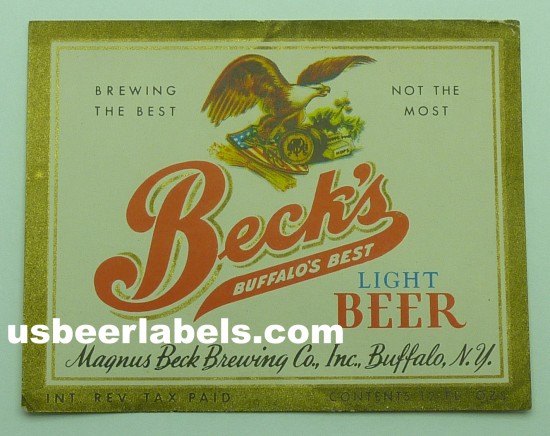 BREWING
THE BEST
NOT THE
MOST
Beck's
BUFFALO'S BEST
LIGHT
BEER
usbeerlabels.com
Magnus Beck Brewing Co., Inc., Buffalo, N.Y.
INT. REV. TAX PAID
CONTENTS